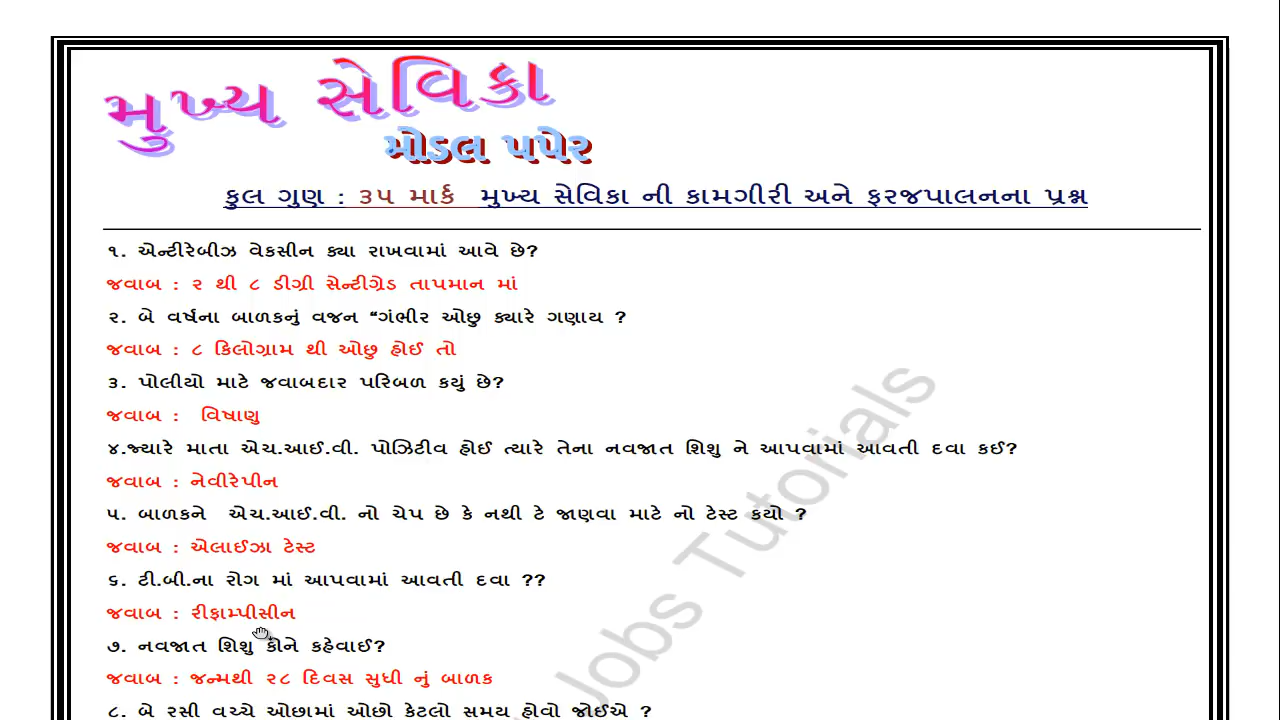 મુખ્ય સેવિકા
મોડલ પપેર
કુલ ગુણ : ૩૫ માર્ક મુખ્ય સેવિકા ની કામગીરી અને ફરજપાલનના પ્રશ્ન
૧. એન્ટીરેબીઝ વેકસીન ક્યા રાખવામાં આવે છે?
જવાબ : ૨ થી ૮ ડીગ્રી સેન્ટીગ્રેડ તાપમાન માં
૨. બે વર્ષના બાળકનું વજન “ગંભીર ઓછુ ક્યારે ગણાય ?
જવાબ : ૮ કિલોગ્રામ થી ઓછુ હોઈ તો
૩. પોલીયો માટે જવાબદાર પરિબળ કયું છે?
જવાબ : વિષાણુ
૪.જ્યારે માતા એચ.આઈ.વી. પોઝિટીવ હોઈ ત્યારે તેના નવજાત શિશુ ને આપવામાં આવતી દવા કઈ?
જવાબ : નેવીરેપીન
૫. બાળકને એચ.આઈ.વી. નો ચેપ છે કે નથી ટે જાણવા માટે નો ટેસ્ટ કયો ?
જવાબ : એલાઈઝા ટેસ્ટ
૬. ટી.બી.ના રોગ માં આપવામાં આવતી દવા ??
જવાબ : રીફામ્પીસીન
૭. નવજાત શિશુ કોને કહેવાઈ?
જવાબ : જન્મથી ૨૮ દિવસ સુધી નું બાળક
૮. બે રસી વચ્ચે ઓછામાં ઓછો કેટલો સમય હોવો જોઈએ ?
Jobs Tutorials